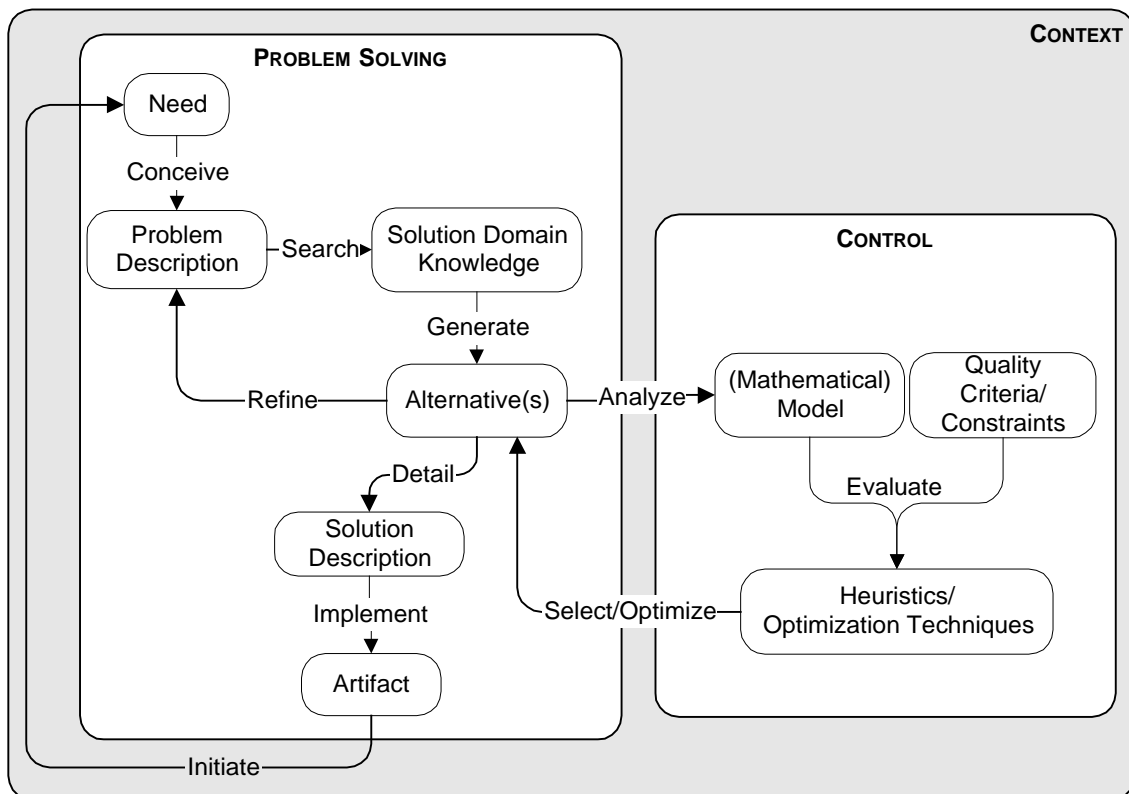 CONTEXT
PROBLEM SOLVING
Need
Conceive
Problem
Description
Search
Solution Domain
Knowledge
Generate
Refine
Alternative(s)
Analyze
Detail
Solution
Description
Implement
Artifact
Initiate
CONTROL
(Mathematical)
Model
Quality
Criteria/
Constraints
Evaluate
Heuristics/
Optimization Techniques
Select/Optimize